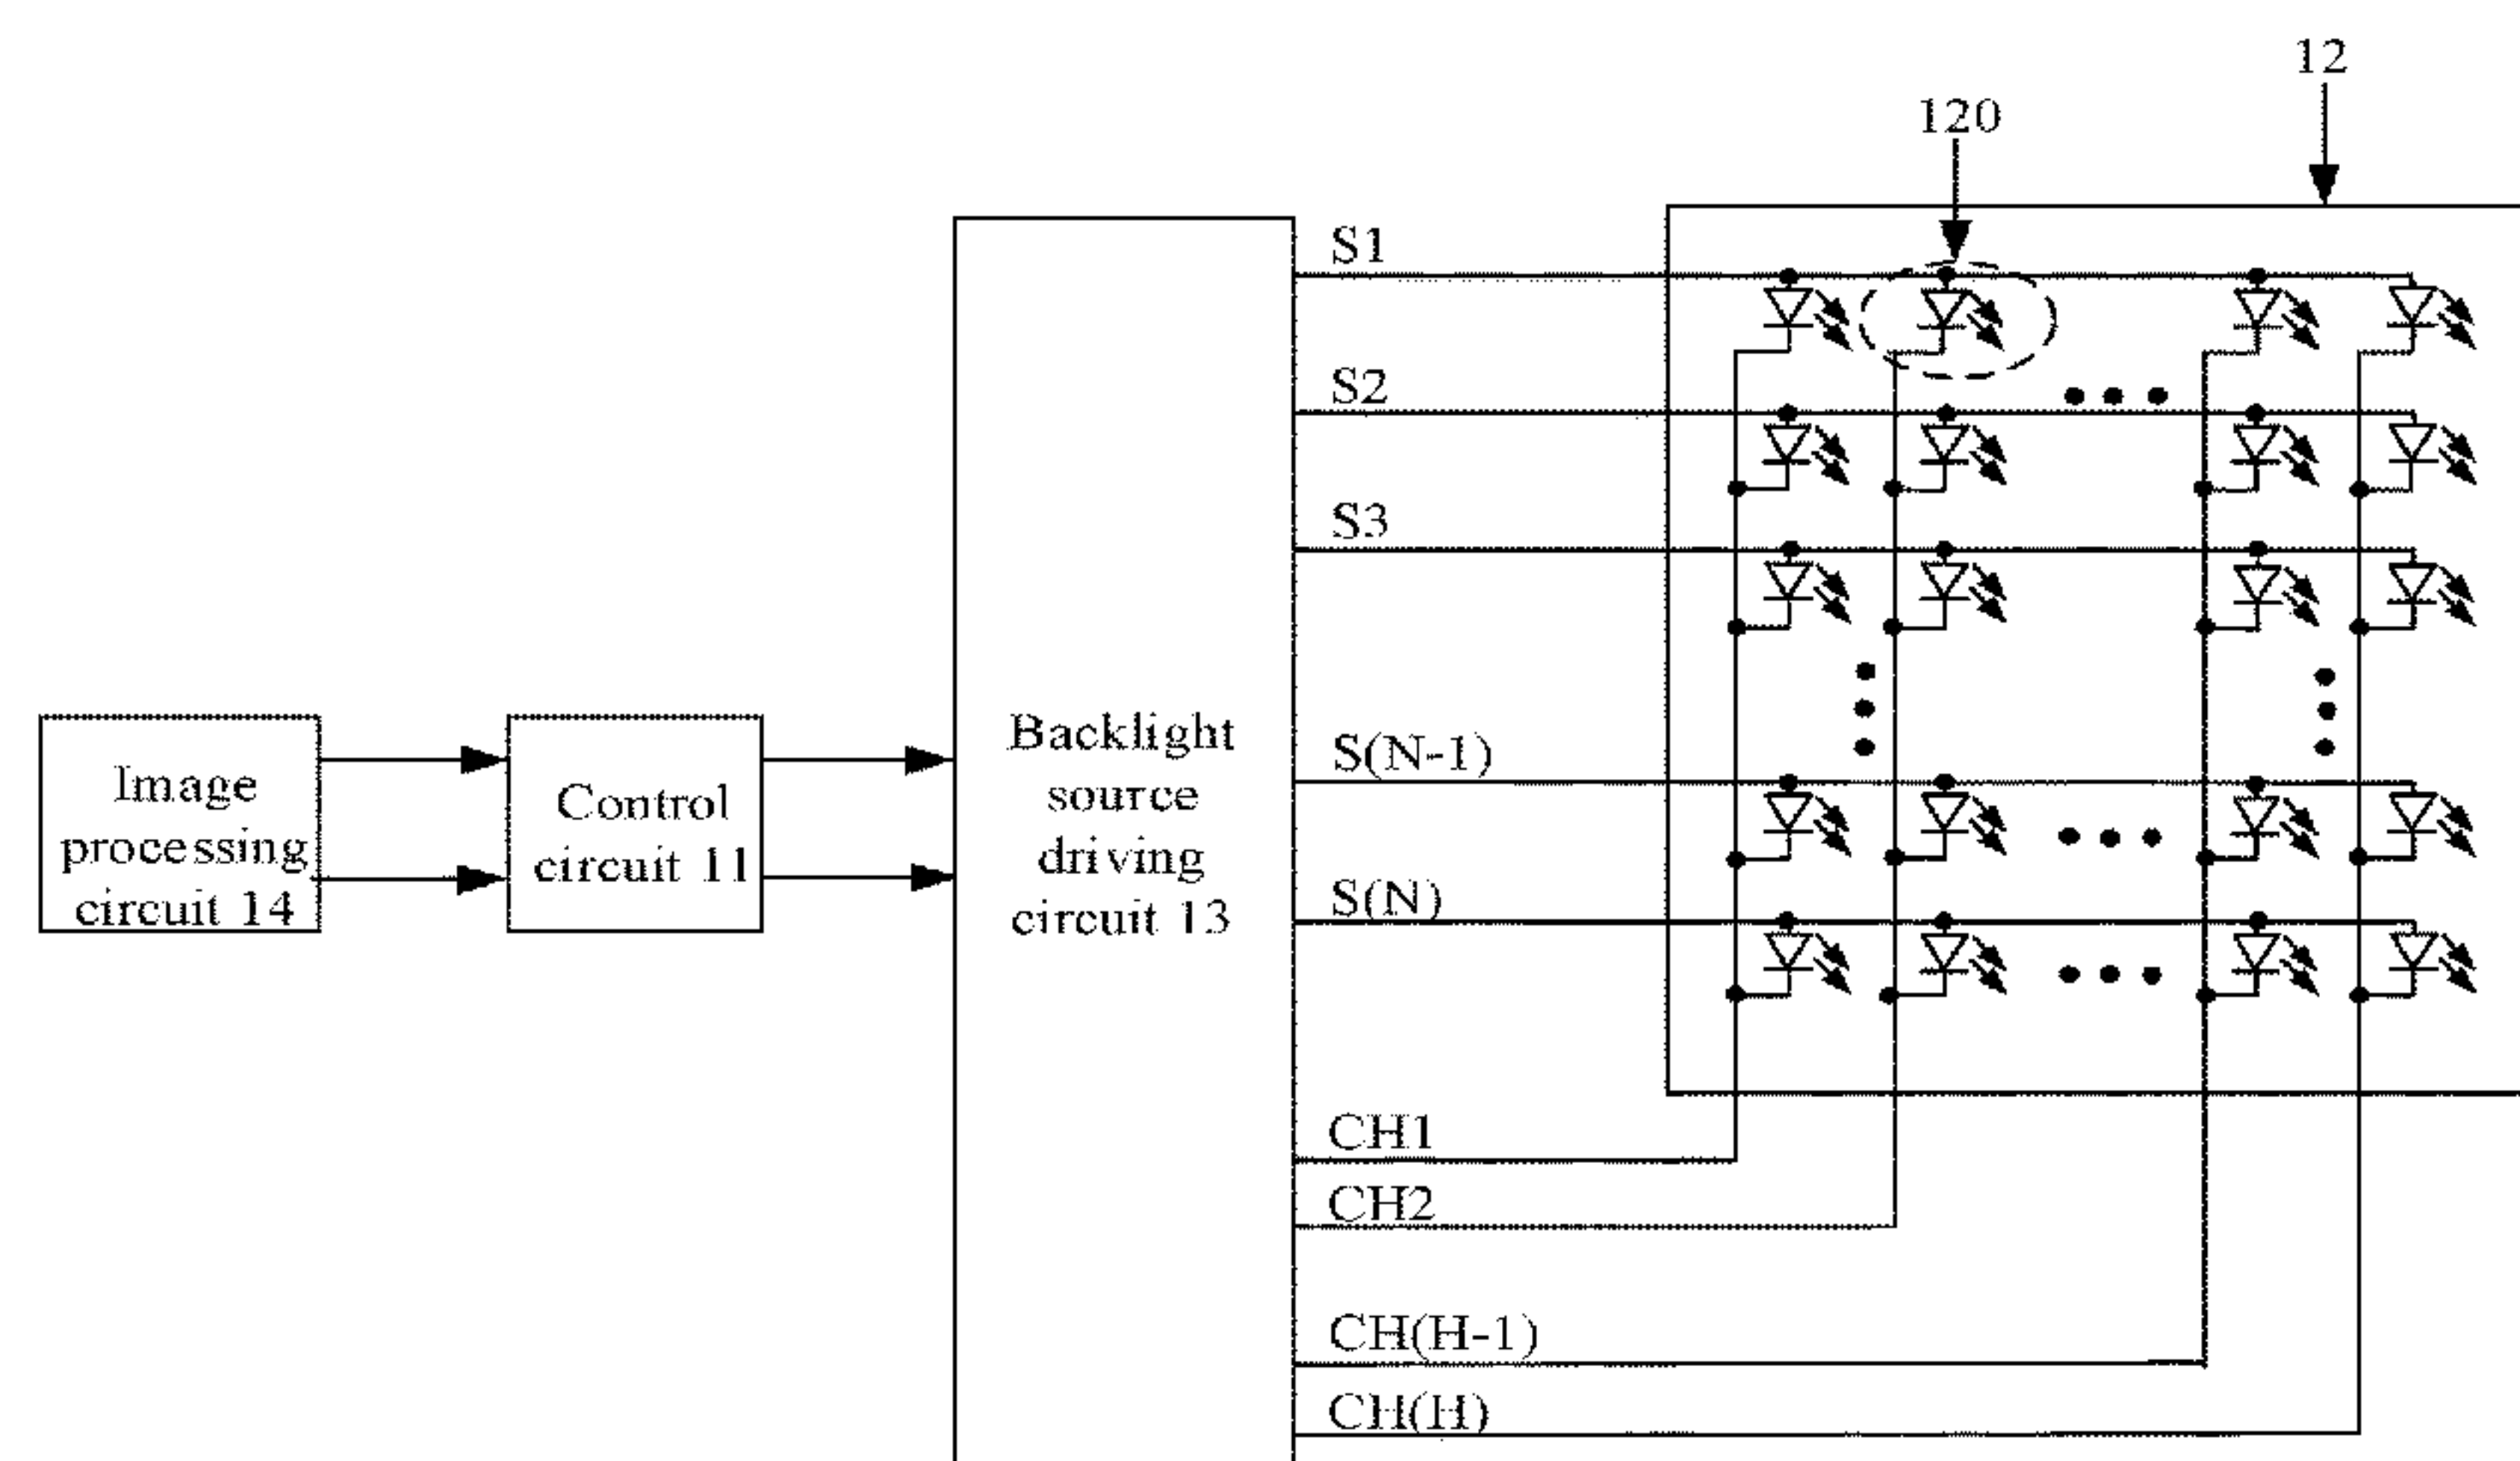 12
120
S1
S2
S3
S(N-1)
S(N)
Image
processing
circuit 14
Control
circuit 11
Backlight
source
driving
circuit 13
CH1
CH2
CH(H-1)
CH(H)